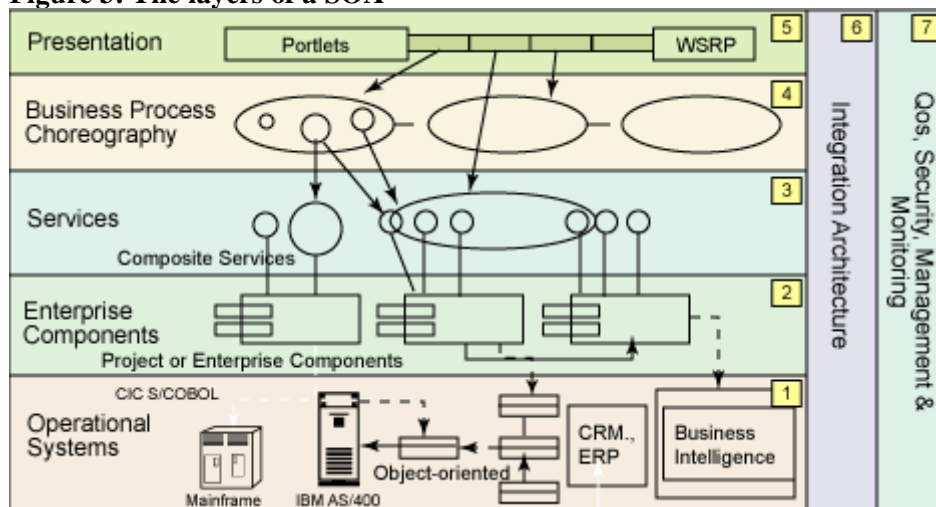 Figure 3: The layers of a SOA
Presentation
Portlets
WSRP
5
Business Process
Choreography
4
Services
Composite Services
3
Enterprise
Components
Project or Enterprise Components
2
CIC S/COBOL
Operational
Systems
Mainframe
IBM AS/400
Object-oriented
CRM.,
ERP
Business
Intelligence
1
6
Integration Architecture
7
Qos, Security, Management &
Monitoring